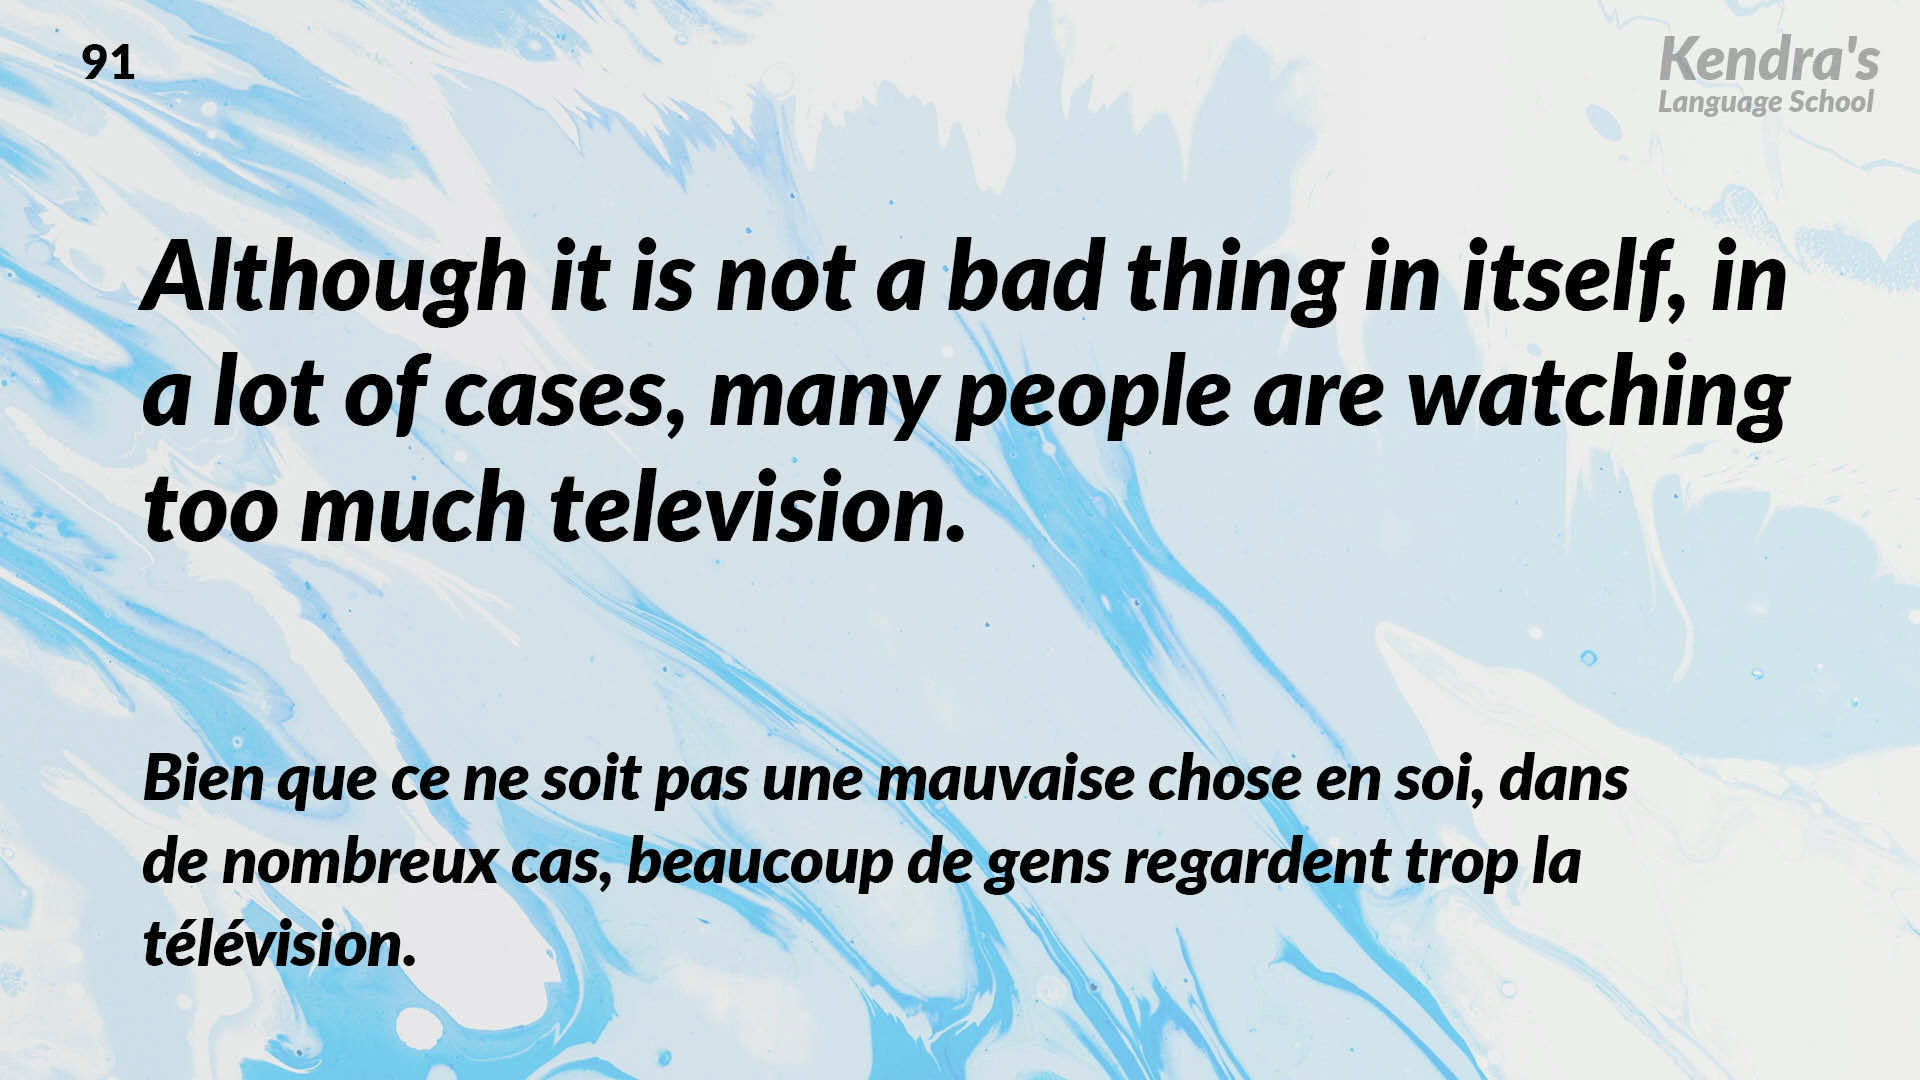 91
Kendra's
Language School
Although it is not a bad thing in itself, in
a lot of cases, many people are watching
too much television.
Bien que ce ne soit pas une mauvaise chose en soi, dans
de nombreux cas, beaucoup de gens regardent trop la
télévision.